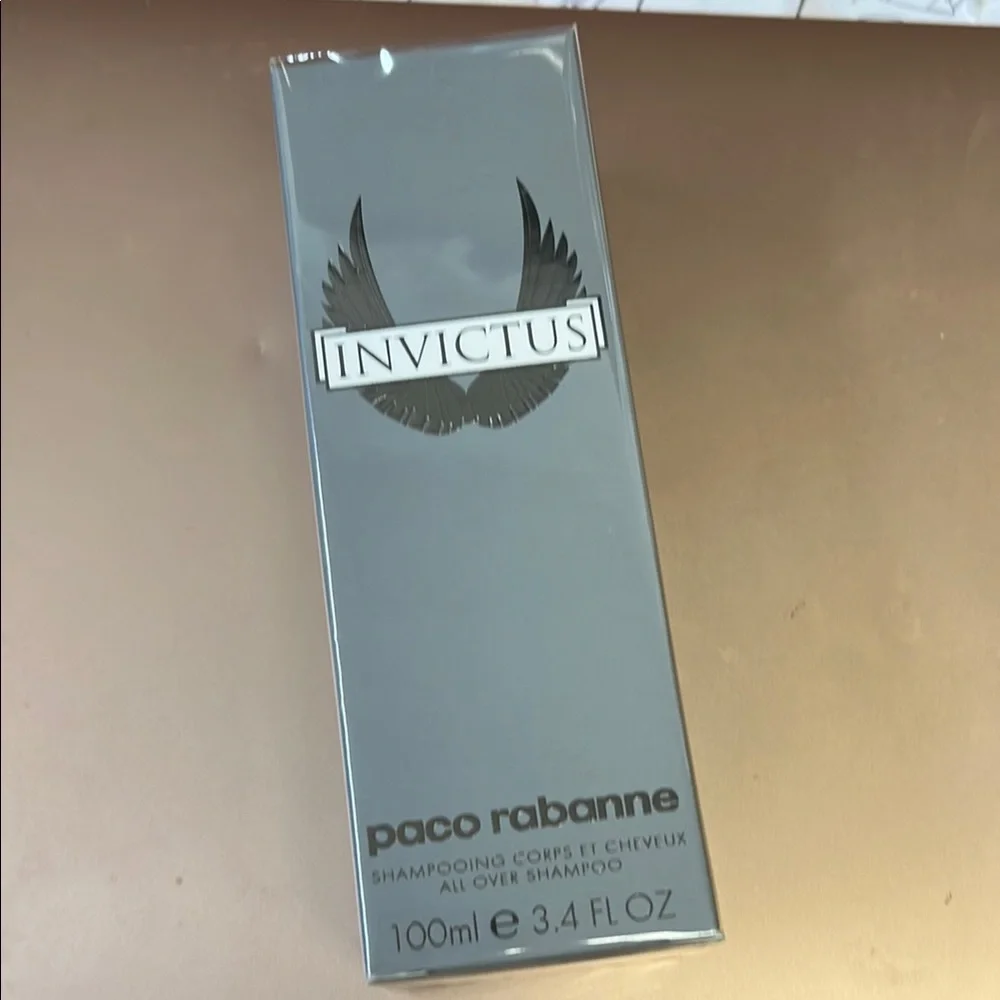 INVICTUS
paco rabanne
SHAMPOOING CORPS ET CHEVEUX
ALL OVER SHAMPOO
100ml e 3.4 FL OZ